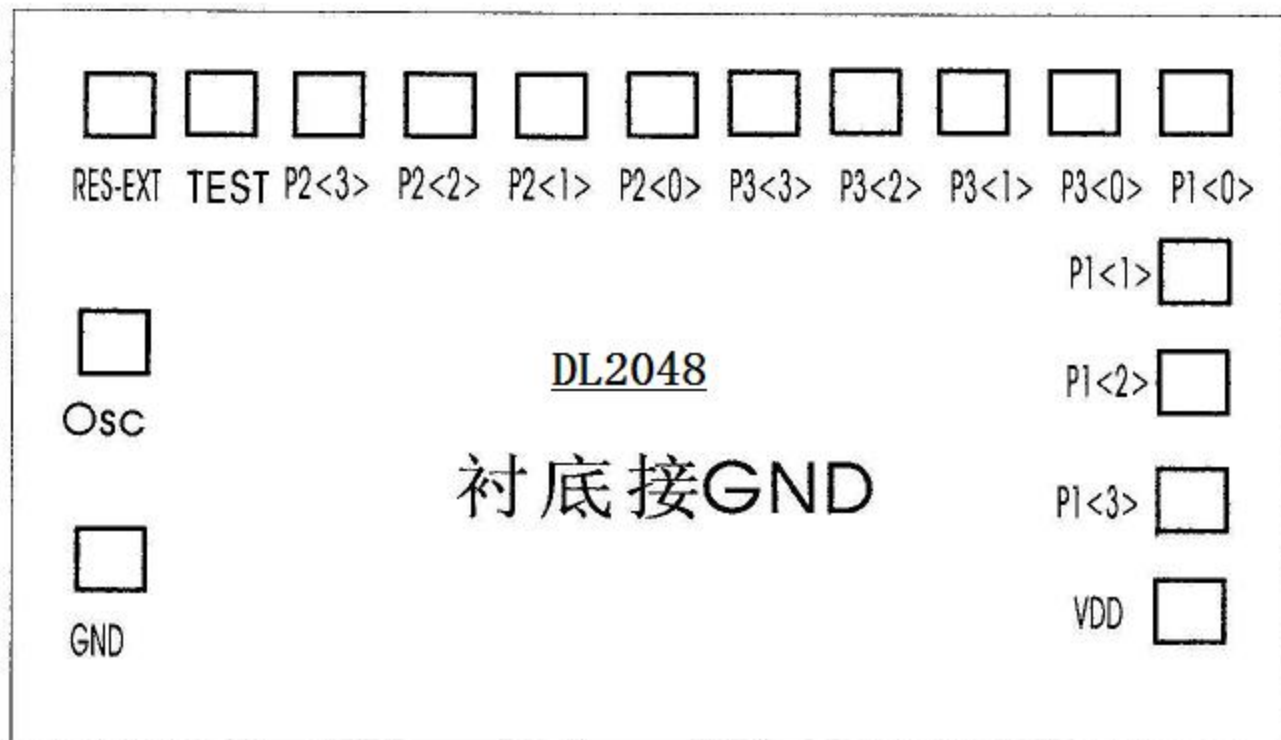 RES-EXT TEST P2<3> P2<2> P2<1> P2<0> P3<3> P3<2> P3<1> P3<0> P1<0>
P1<1>
DL2048
P1<2>
Osc
衬底接GND
P1<3>
VDD
GND